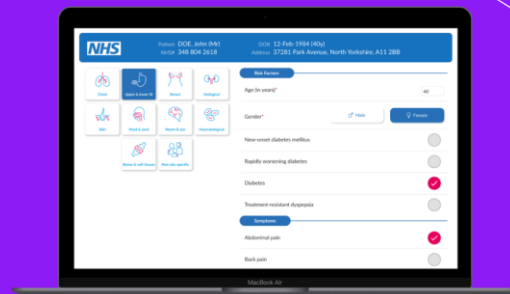 NHS
Patient DOE, John (Mr)
NHS# 348 804 2618
DOB 12-Feb-1984 (40y)
Address 37281 Park Avenue, North Yorkshire, A11 2BB
Chest
Upper & lower GI
Breast
Urological
Skin
Head & neck
Brain & eye
Haematological
Bones & soft tissues
Non-site specific
Risk Factors
Age (in years)*
40
Gender*
Male
Female
New-onset diabetes mellitus
Rapidly worsening diabetes
Diabetes
Treatment-resistant dyspepsia
Symptoms
Abdominal pain
Back pain
MacBook Air